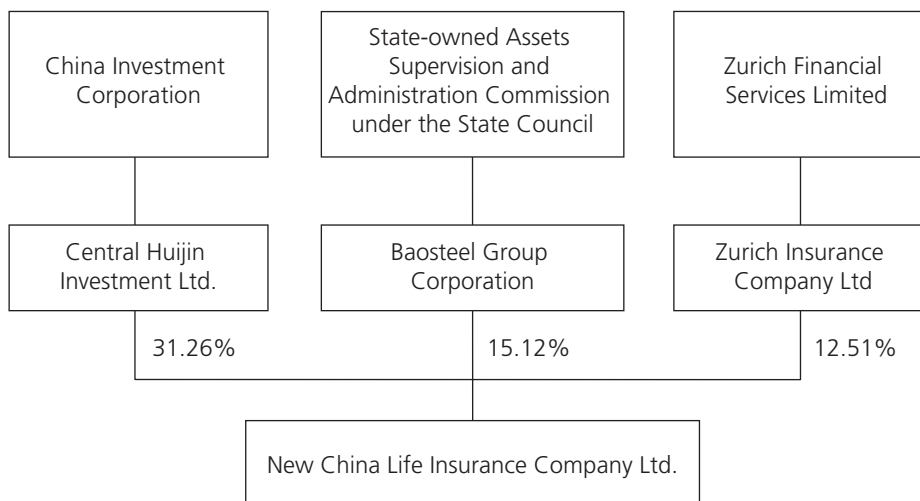 China Investment
Corporation
State-owned Assets
Supervision and
Administration Commission
under the State Council
Zurich Financial
Services Limited
Central Huijin
Investment Ltd.
Baosteel Group
Corporation
Zurich Insurance
Company Ltd
31.26%
15.12%
12.51%
New China Life Insurance Company Ltd.